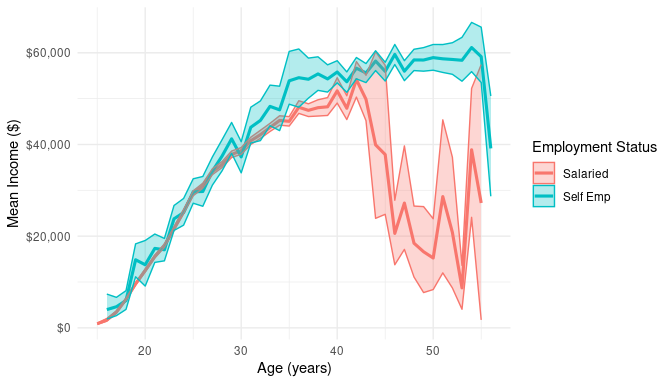 $60,000
$40,000
$20,000
$0
Mean Income ($)
20
30
40
50
Age (years)
Employment Status
Salaried
Self Emp